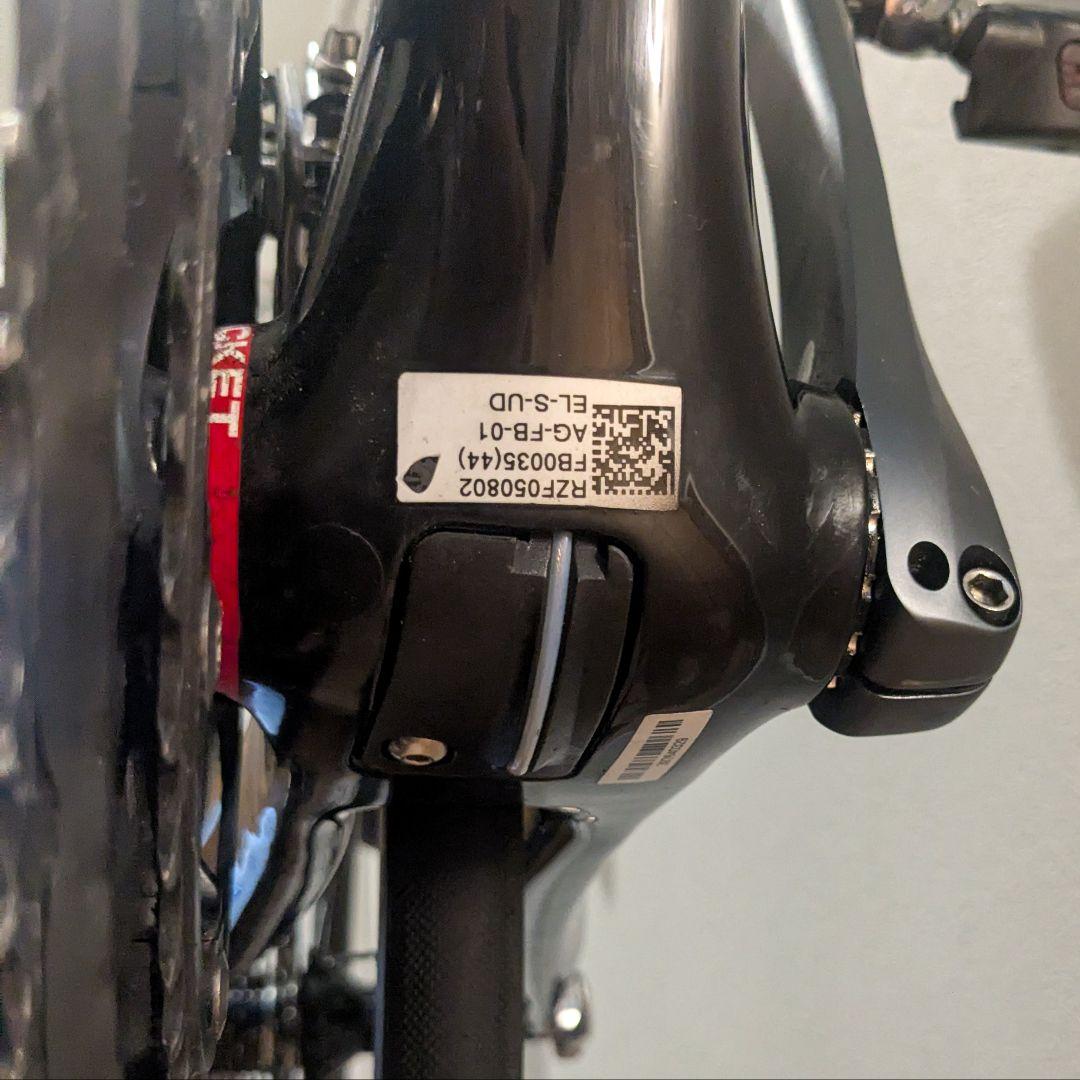 RZF050802
FB0035(44)
AG-FB-01
EL-S-UD
CKET